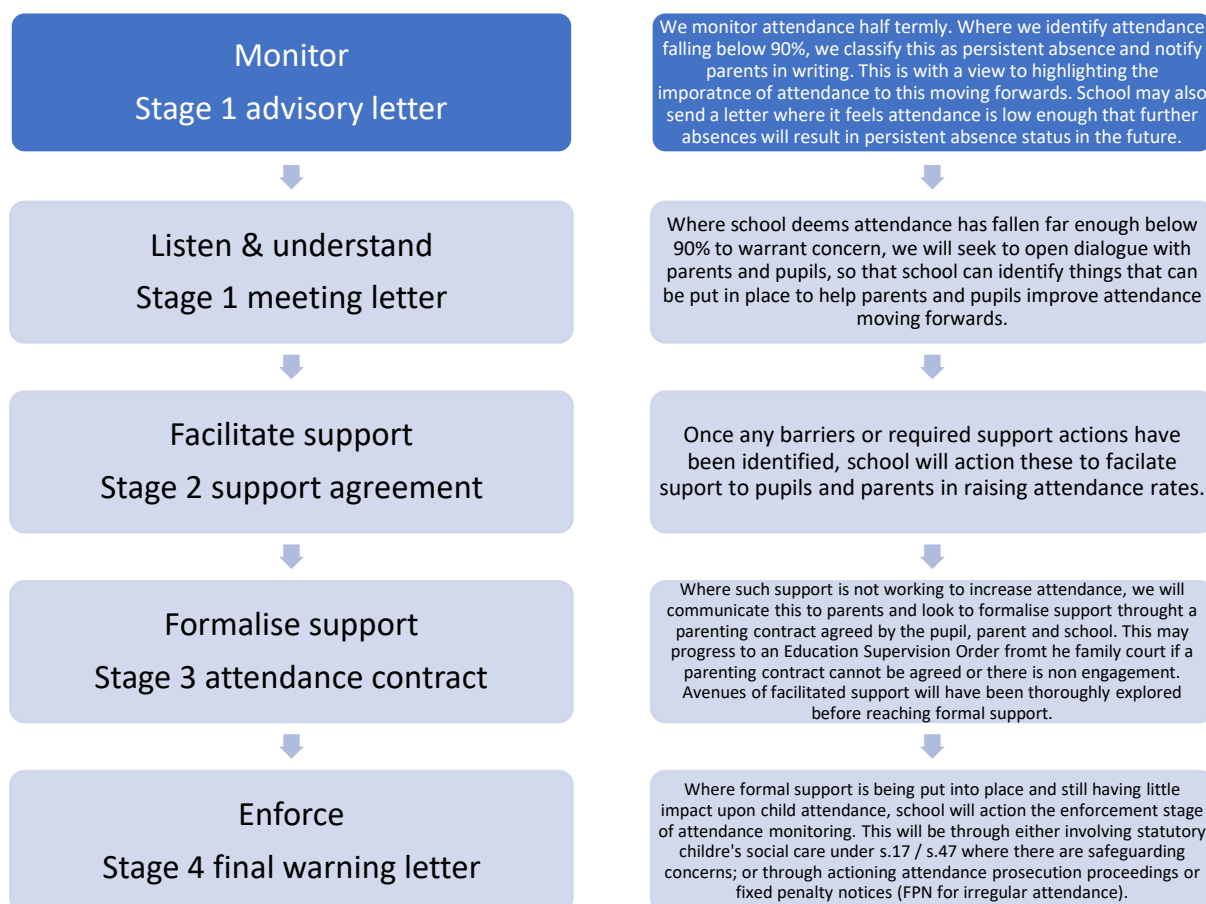 Monitor
Stage 1 advisory letter
We monitor attendance half termly. Where we identify attendance
falling below 90%, we classify this as persistent absence and notify
parents in writing. This is with a view to highlighting the
imporatnce of attendance to this moving forwards. School may also
send a letter where it feels attendance is low enough that further
absences will result in persistent absence status in the future.
Listen & understand
Stage 1 meeting letter
Where school deems attendance has fallen far enough below
90% to warrant concern, we will seek to open dialogue with
parents and pupils, so that school can identify things that can
be put in place to help parents and pupils improve attendance
moving forwards.
Facilitate support
Stage 2 support agreement
Once any barriers or required support actions have
been identified, school will action these to facilate
suport to pupils and parents in raising attendance rates.
Formalise support
Stage 3 attendance contract
Where such support is not working to increase attendance, we will
communicate this to parents and look to formalise support throught a
parenting contract agreed by the pupil, parent and school. This may
progress to an Education Supervision Order fromt he family court if a
parenting contract cannot be agreed or there is non engagement.
Avenues of facilitated support will have been thoroughly explored
before reaching formal support.
Enforce
Stage 4 final warning letter
Where formal support is being put into place and still having little
impact upon child attendance, school will action the enforcement stage
of attendance monitoring. This will be through either involving statutory
childre's social care under s.17 / s.47 where there are safeguarding
concerns; or through actioning attendance prosecution proceedings or
fixed penalty notices (FPN for irregular attendance).